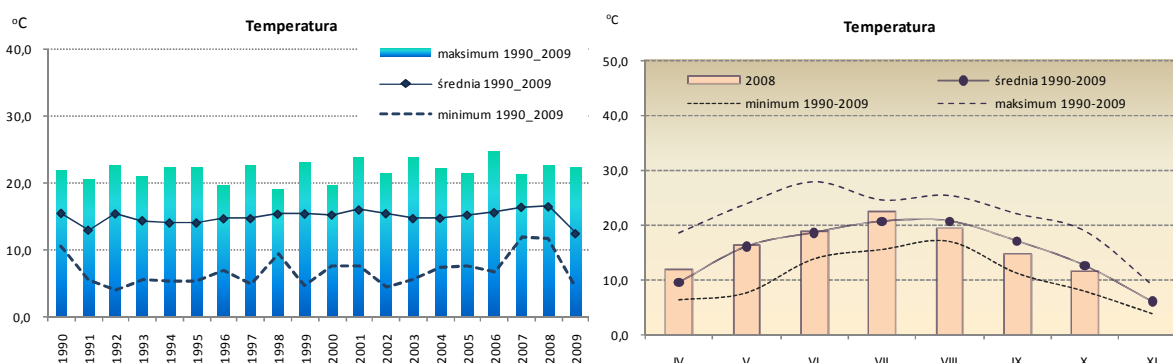 °C
Temperatura
40,0
30,0
20,0
10,0
0,0
maksimum 1990_2009
średnia 1990_2009
minimum 1990_2009
1990 1991 1992 1993 1994 1995 1996 1997 1998 1999 2000 2001 2002 2003 2004 2005 2006 2007 2008 2009
°C
Temperatura
50,0
40,0
30,0
20,0
10,0
0,0
2008
średnia 1990-2009
minimum 1990-2009
maksimum 1990-2009
IV V VI VII VIII IX X XI